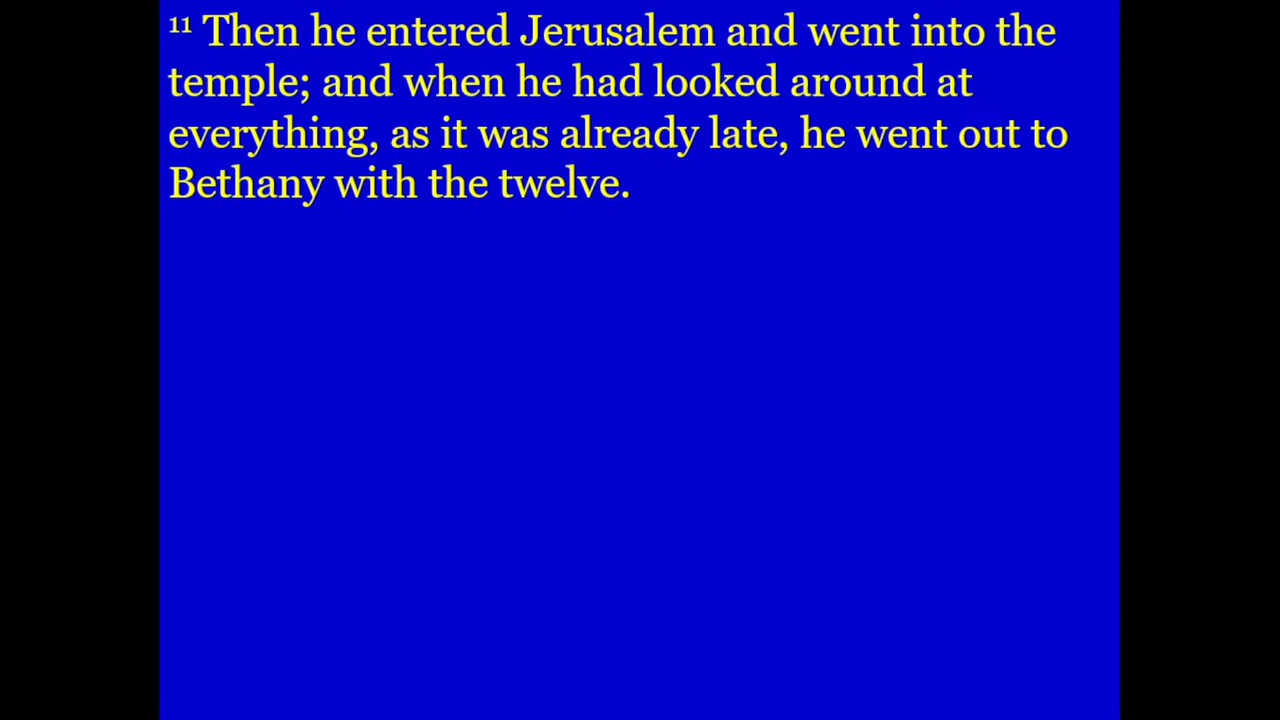 ¹¹ Then he entered Jerusalem and went into the
temple; and when he had looked around at
everything, as it was already late, he went out to
Bethany with the twelve.